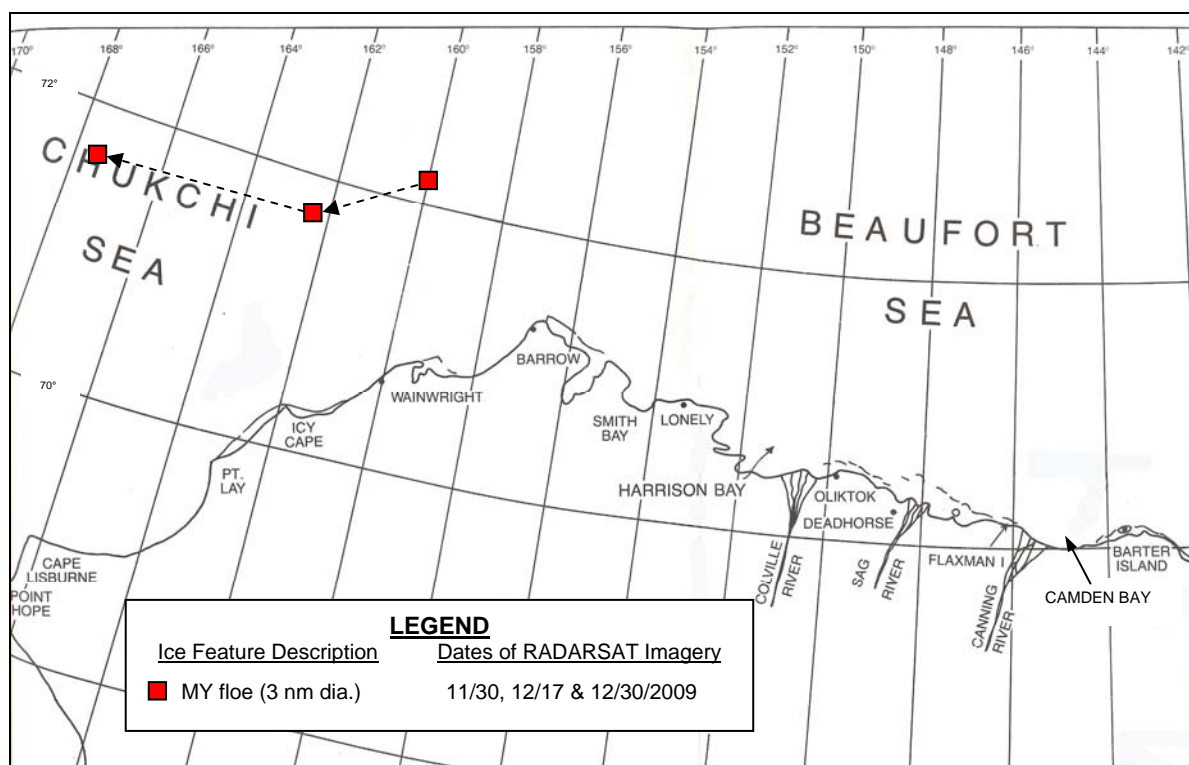 170° 168° 166° 164° 162° 160° 158° 156° 154° 152° 150° 148° 146° 144° 142°
72°
CHUKCHI
SEA
BEAUFORT
SEA
70°
BARROW
WAINWRIGHT
ICY
CAPE
SMITH
BAY
LONELY
PT.
LAY
HARRISON BAY
OLIKTOK
DEADHORSE
CAPE
LISBURNE
POINT
HOPE
COLVILLE
RIVER
SAG
RIVER
FLAXMAN I
CANNING
RIVER
BARTER
ISLAND
CAMDEN BAY
LEGEND
Ice Feature Description Dates of RADARSAT Imagery
MY floe (3 nm dia.) 11/30, 12/17 & 12/30/2009